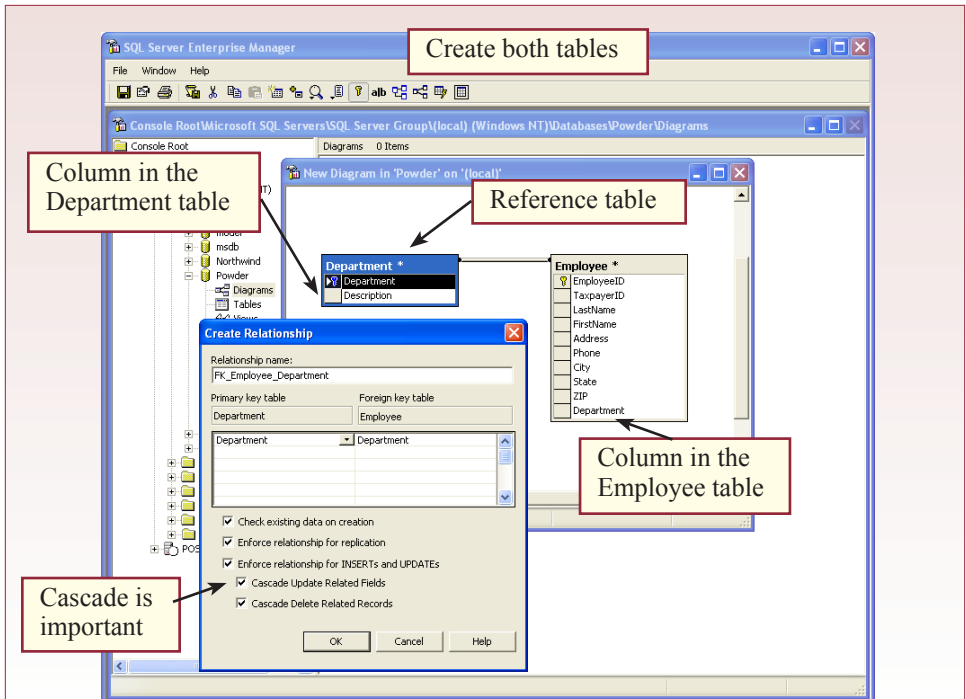 SQL Server Enterprise Manager
Create both tables
File Window Help
Console Root\Microsoft SQL Servers\SQL Server Group\(local) (Windows NT)\Databases\Powder\Diagrams
Console Root
Diagrams 0 Items
Column in the
Department table
New Diagram in 'Powder' on '(local)'
Reference table
model
msdb
Northwind
Powder
Diagrams
Tables
Views
Department *
Department
Description
Employee *
EmployeeID
TaxpayerID
LastName
FirstName
Address
Phone
City
State
ZIP
Department
Create Relationship
Relationship name:
FK_Employee_Department
Primary key table Foreign key table
Department Employee
Department Department
Column in the
Employee table
Check existing data on creation
Enforce relationship for replication
Enforce relationship for INSERTs and UPDATEs
Cascade Update Related Fields
Cascade Delete Related Records
OK Cancel Help
POS
Cascade is
important